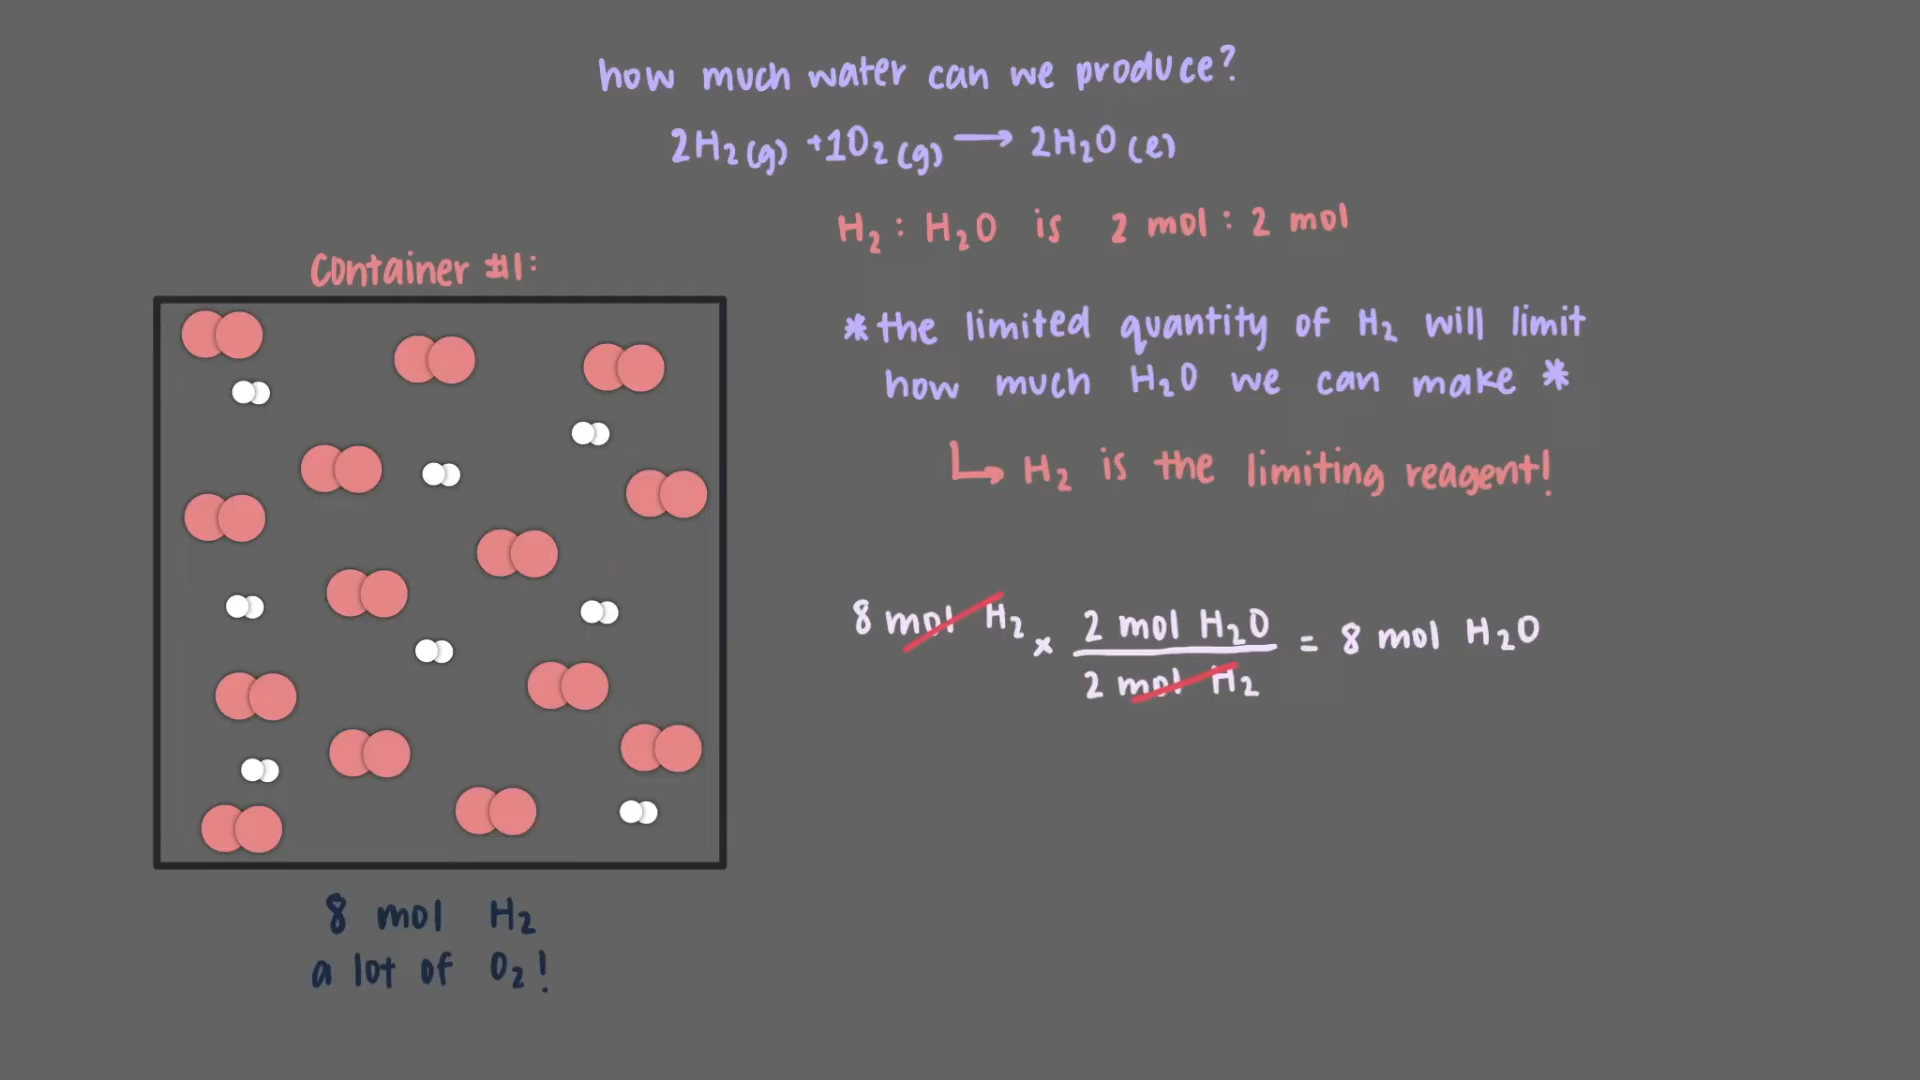 how much water can we produce?
2H₂(g) + 1O₂(g) → 2H₂O(l)
H₂ : H₂O is 2 mol : 2 mol
Container #1:
*the limited quantity of H₂ will limit
how much H₂O we can make *
↳ H₂ is the limiting reagent!
8 mol H₂ × 2 mol H₂O / 2 mol H₂ = 8 mol H₂O
8 mol H₂
a lot of O₂!